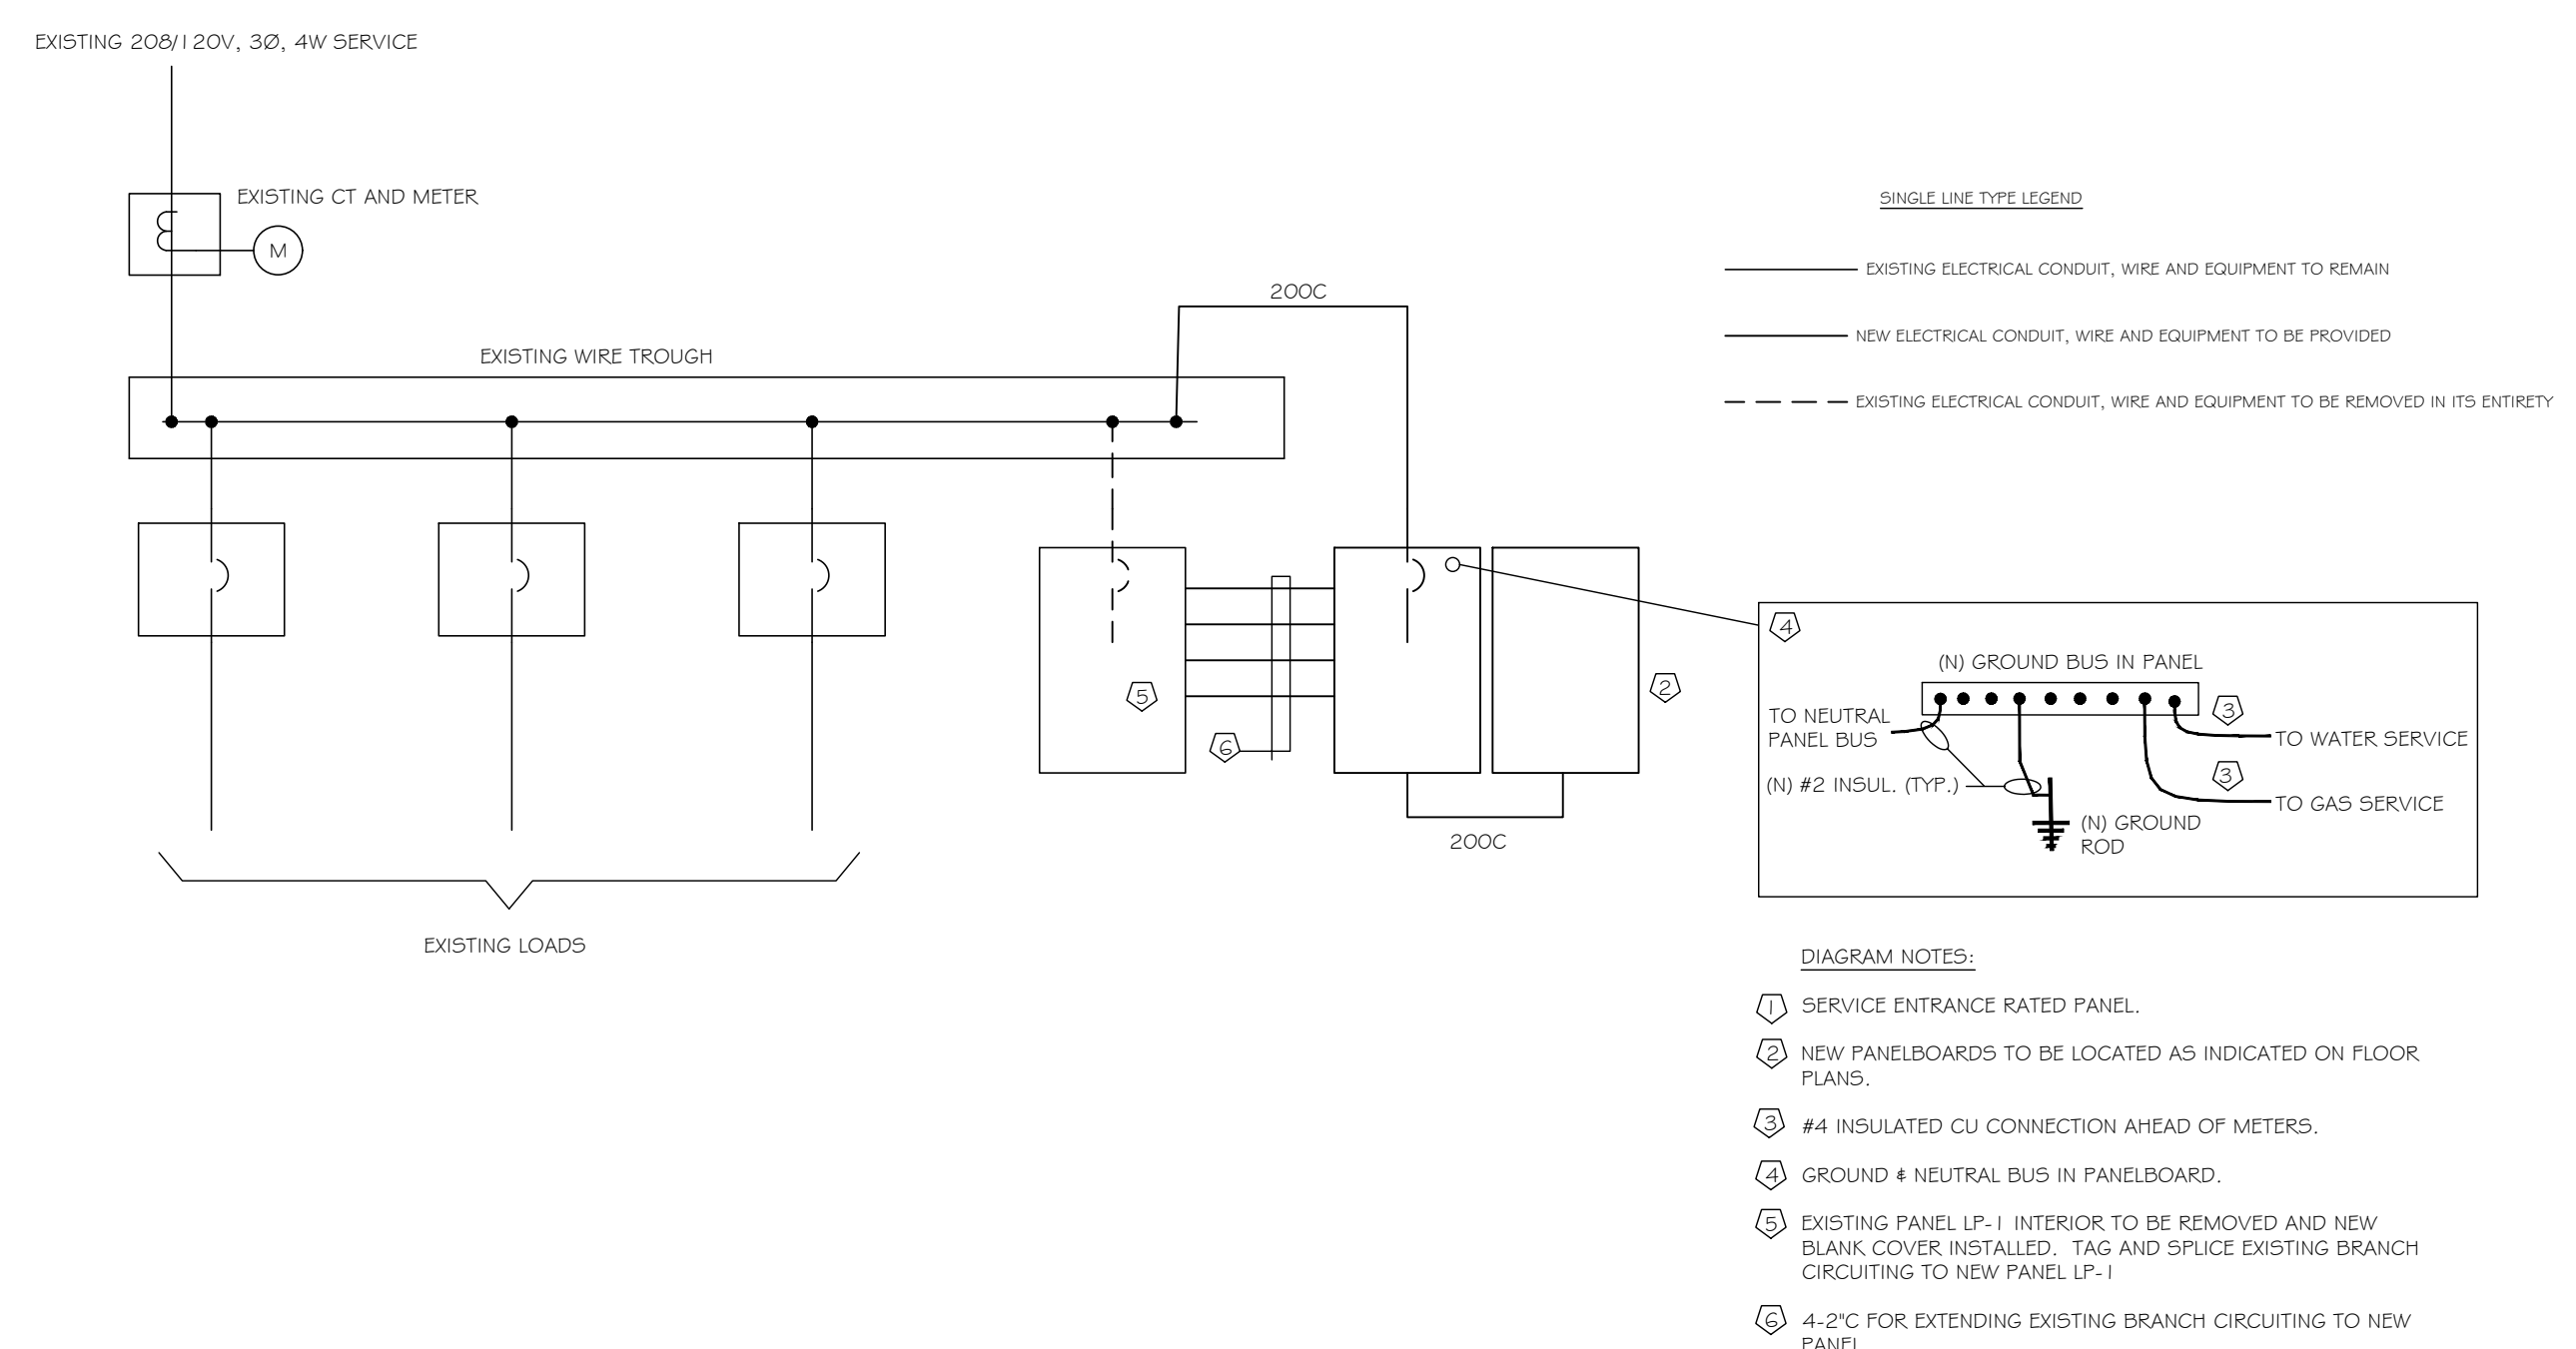 EXISTING 208/120V, 3Ø, 4W SERVICE
EXISTING CT AND METER
M
EXISTING WIRE TROUGH
200C
SINGLE LINE TYPE LEGEND
EXISTING ELECTRICAL CONDUIT, WIRE AND EQUIPMENT TO REMAIN
NEW ELECTRICAL CONDUIT, WIRE AND EQUIPMENT TO BE PROVIDED
EXISTING ELECTRICAL CONDUIT, WIRE AND EQUIPMENT TO BE REMOVED IN ITS ENTIRETY
5
6
2
200C
EXISTING LOADS
4
(N) GROUND BUS IN PANEL
TO NEUTRAL
PANEL BUS
3
TO WATER SERVICE
(N) #2 INSUL. (TYP.)
3
TO GAS SERVICE
(N) GROUND
ROD
DIAGRAM NOTES:
1 SERVICE ENTRANCE RATED PANEL.
2 NEW PANELBOARDS TO BE LOCATED AS INDICATED ON FLOOR
PLANS.
3 #4 INSULATED CU CONNECTION AHEAD OF METERS.
4 GROUND & NEUTRAL BUS IN PANELBOARD.
5 EXISTING PANEL LP-1 INTERIOR TO BE REMOVED AND NEW
BLANK COVER INSTALLED. TAG AND SPLICE EXISTING BRANCH
CIRCUITING TO NEW PANEL LP-1
6 4-2"C FOR EXTENDING EXISTING BRANCH CIRCUITING TO NEW
PANEL